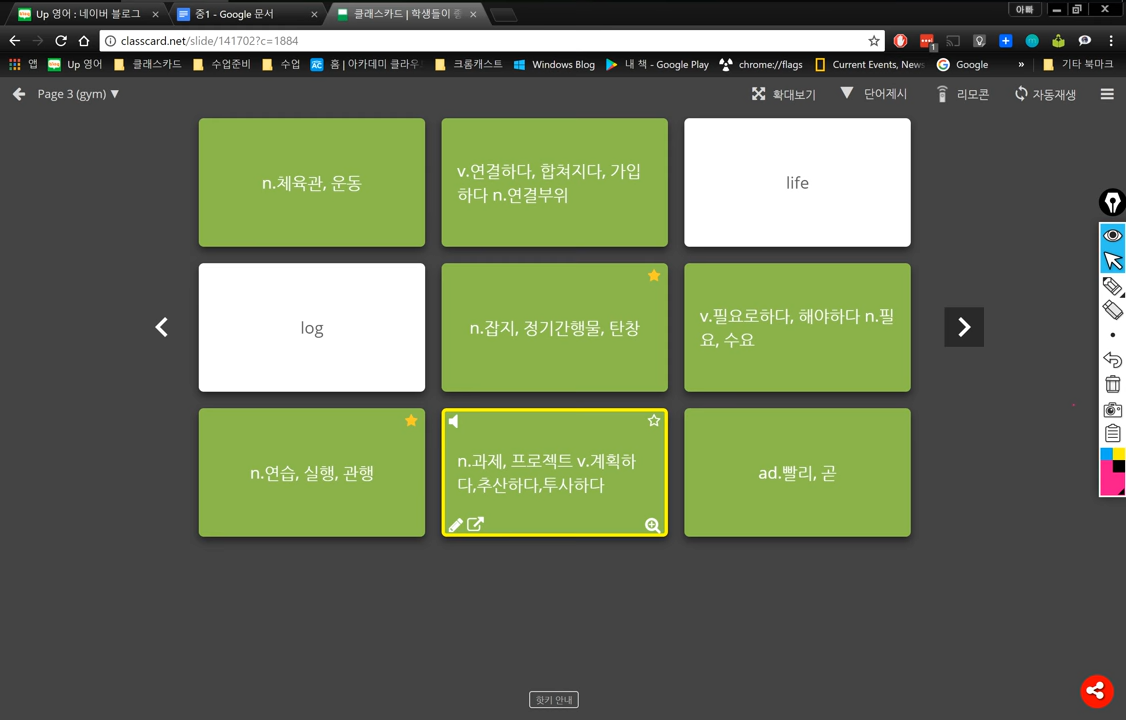 Up 영어 : 네이버 블로그
중1 - Google 문서
클래스카드 | 학생들이 좋
아빠
classcard.net/slide/141702?c=1884
1
앱
Up 영어
클래스카드
수업준비
수업
홈 | 아카데미 클라우
크롬캐스트
Windows Blog
내 책 - Google Play
chrome://flags
Current Events, News
Google
»
기타 북마크
Page 3 (gym) ▼
확대보기
단어제시
리모콘
자동재생
n.체육관, 운동
v.연결하다, 합쳐지다, 가입
하다 n.연결부위
life
log
n.잡지, 정기간행물, 탄창
v.필요로하다, 해야하다 n.필
요, 수요
n.연습, 실행, 관행
n.과제, 프로젝트 v.계획하
다,추산하다,투사하다
ad.빨리, 곧
핫키 안내